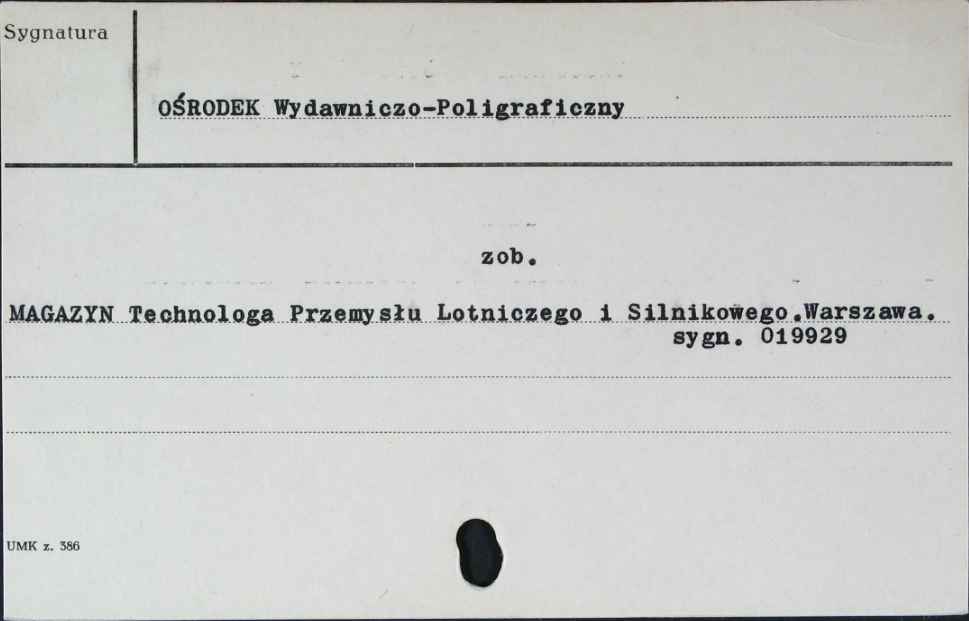 Sygnatura
OŚRODEK Wydawniczo-Poligraficzny
zob.
MAGAZYN Technologa Przemysłu Lotniczego i Silnikowego.Warszawa.
sygn. 019929
UMK z. 386